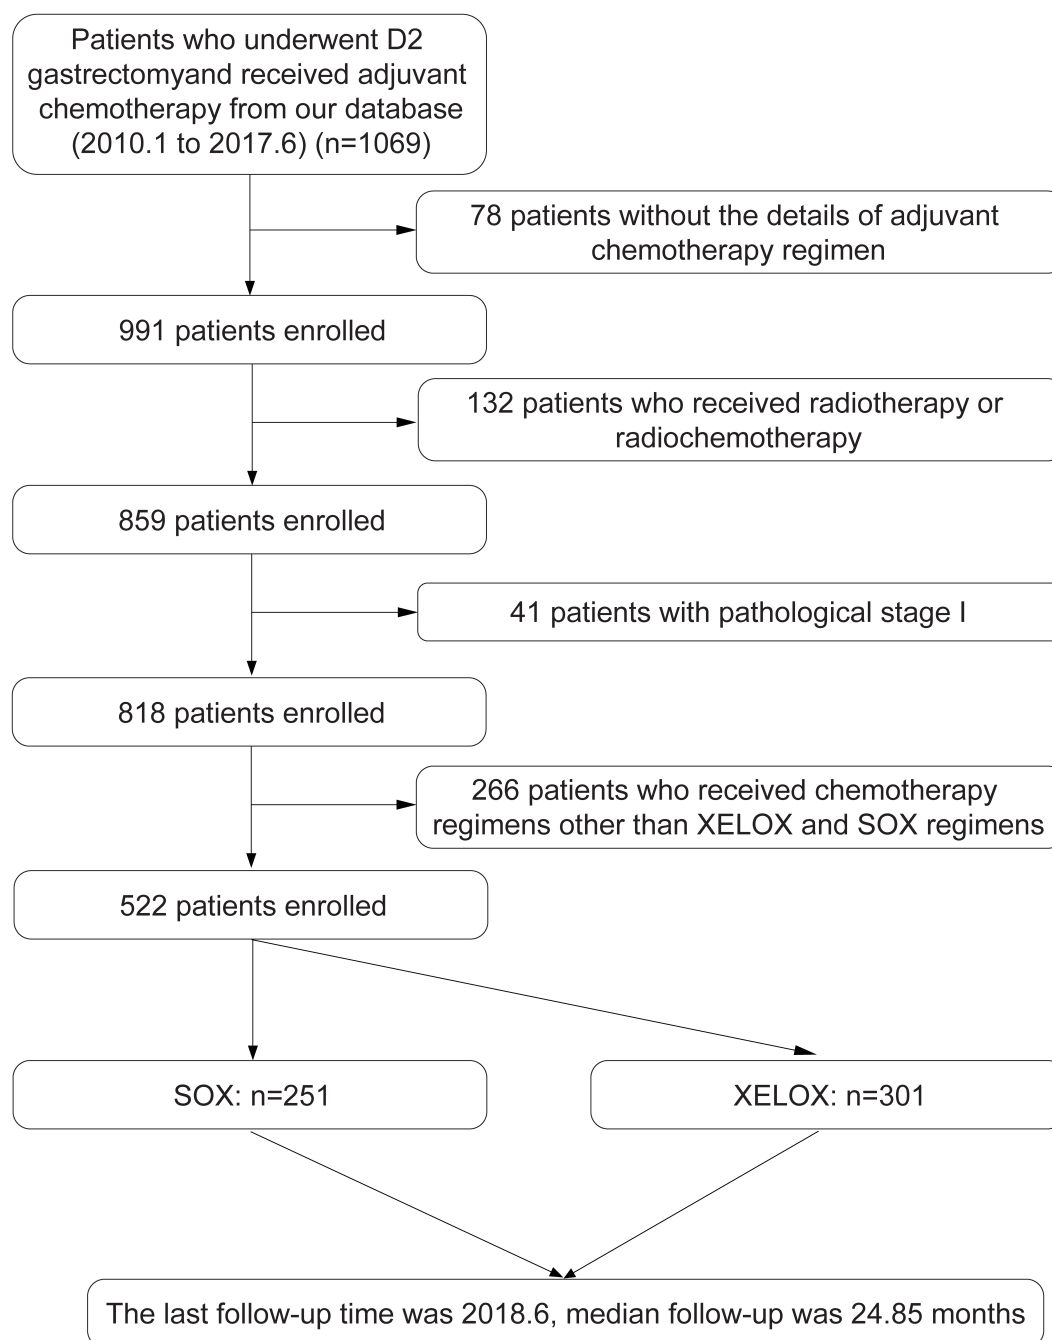 Patients who underwent D2
gastrectomyand received adjuvant
chemotherapy from our database
(2010.1 to 2017.6) (n=1069)
78 patients without the details of adjuvant
chemotherapy regimen
991 patients enrolled
132 patients who received radiotherapy or
radiochemotherapy
859 patients enrolled
41 patients with pathological stage I
818 patients enrolled
266 patients who received chemotherapy
regimens other than XELOX and SOX regimens
522 patients enrolled
SOX: n=251
XELOX: n=301
The last follow-up time was 2018.6, median follow-up was 24.85 months